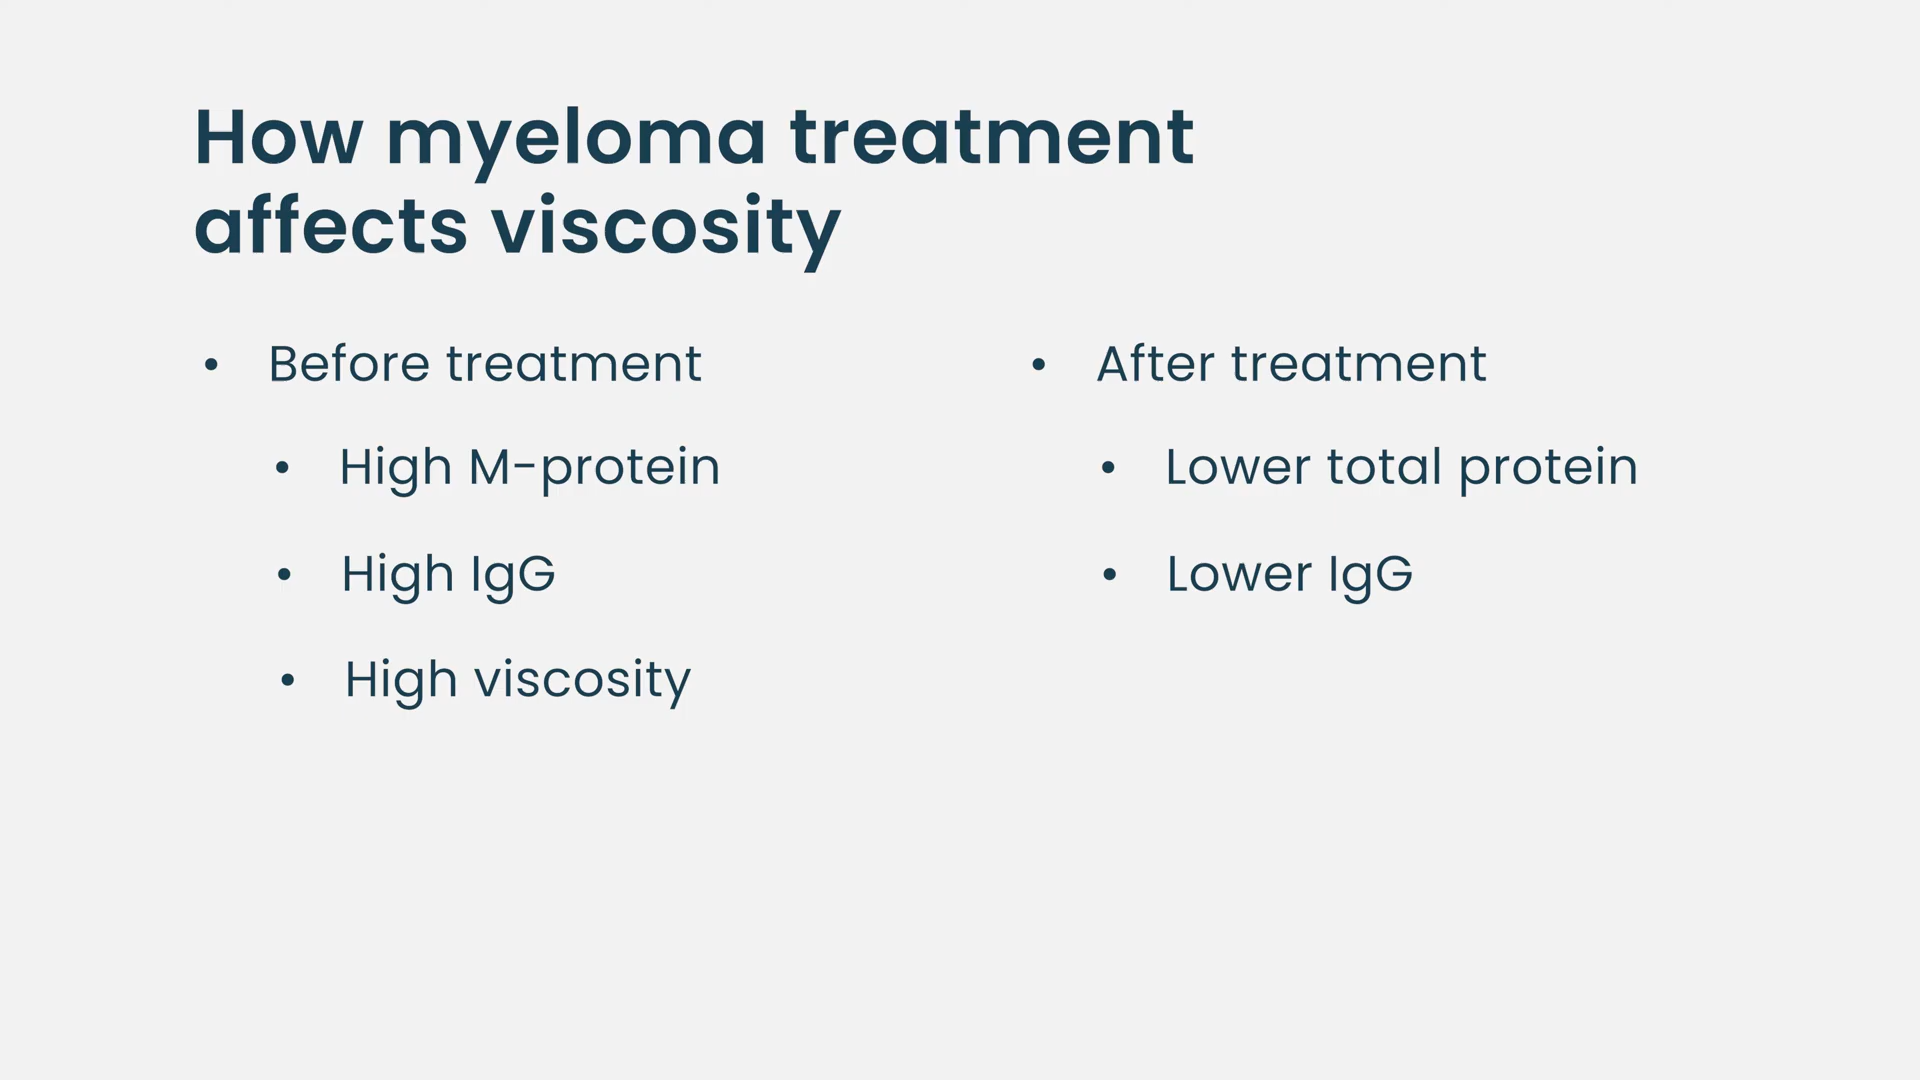 How myeloma treatment
affects viscosity
• Before treatment
• High M-protein
• High IgG
• High viscosity
• After treatment
• Lower total protein
• Lower IgG